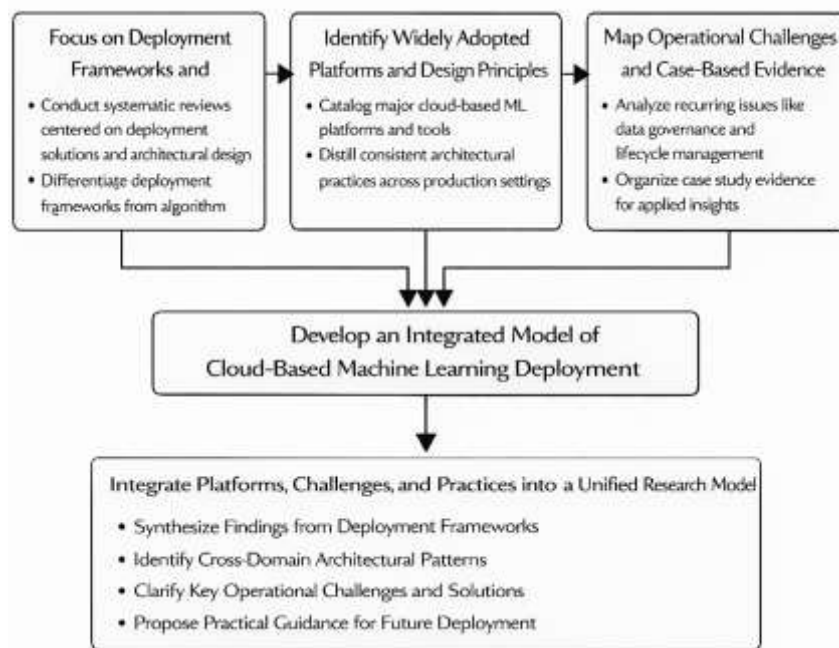 Focus on Deployment
Frameworks and
• Conduct systematic reviews
centered on deployment
solutions and architectural design
• Differentiate deployment
frameworks from algorithm
Identify Widely Adopted
Platforms and Design Principles
• Catalog major cloud-based ML
platforms and tools
• Distill consistent architectural
practices across production settings
Map Operational Challenges
and Case-Based Evidence
• Analyze recurring issues like
data governance and
lifecycle management
• Organize case study evidence
for applied insights
Develop an Integrated Model of
Cloud-Based Machine Learning Deployment
Integrate Platforms, Challenges, and Practices into a Unified Research Model
• Synthesize Findings from Deployment Frameworks
• Identify Cross-Domain Architectural Patterns
• Clarify Key Operational Challenges and Solutions
• Propose Practical Guidance for Future Deployment